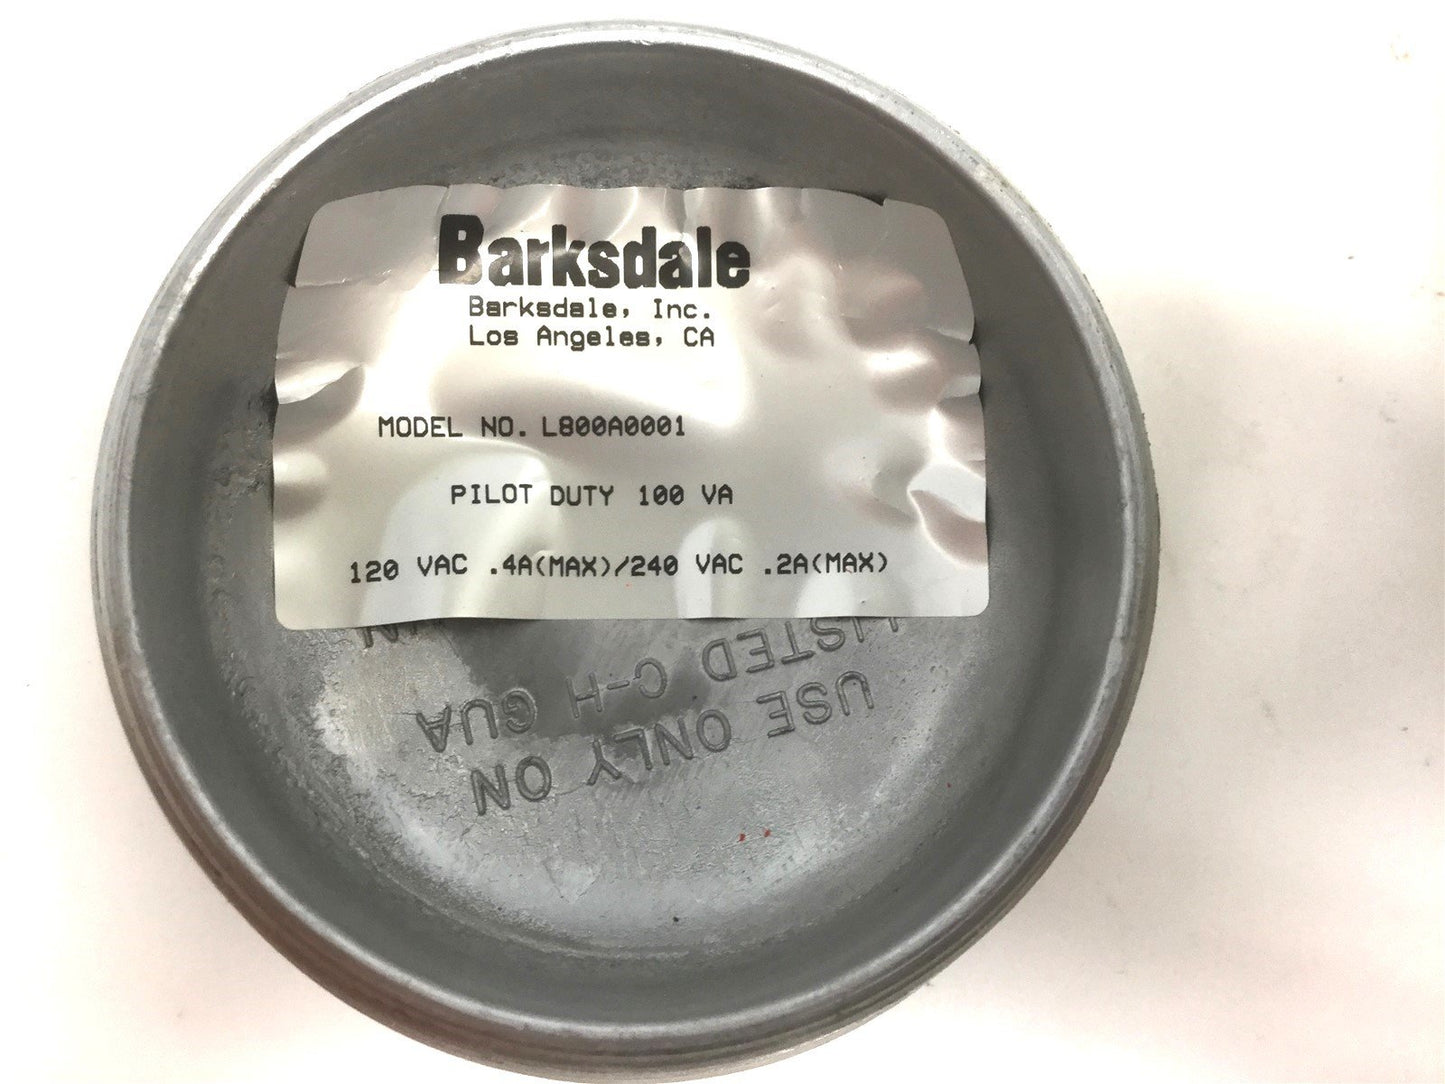 Barksdale
Barksdale, Inc.
Los Angeles, CA
MODEL NO. L800A0001
PILOT DUTY 100 VA
120 VAC .4A(MAX)/240 VAC .2A(MAX)
USE ONLY ON
LISTED C-H GUA